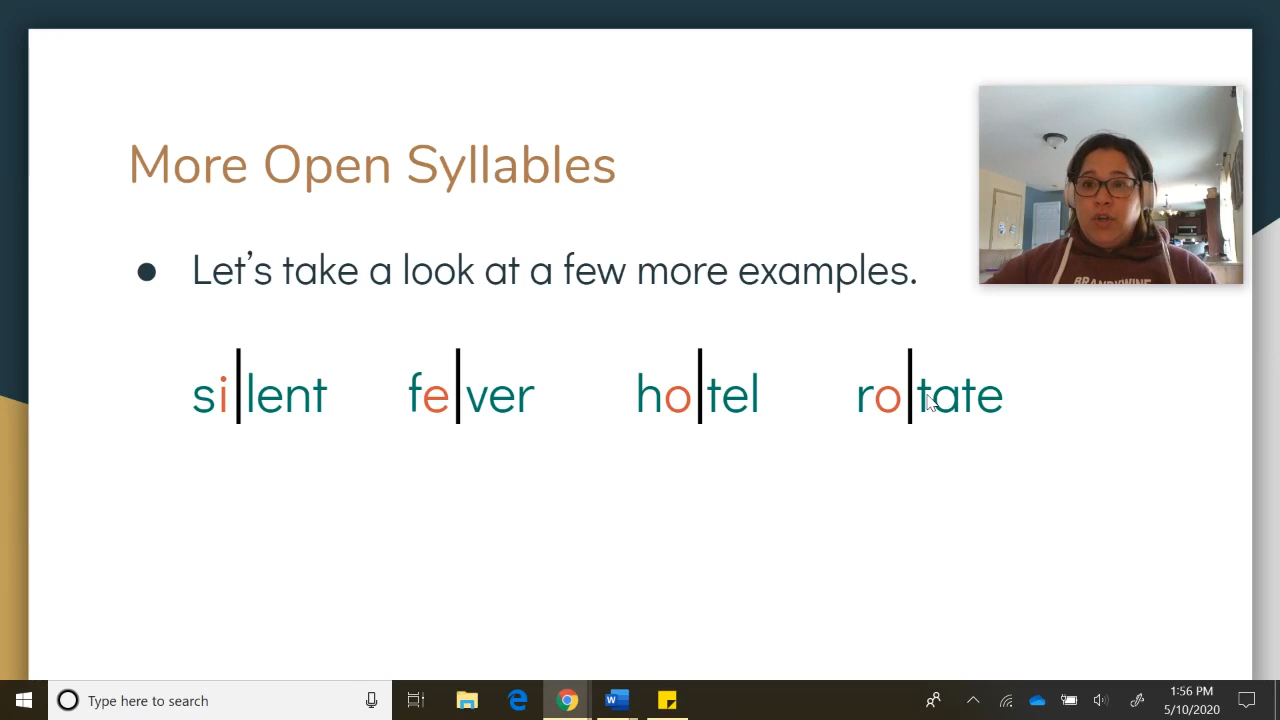 More Open Syllables
● Let's take a look at a few more examples.
si|lent fe|ver ho|tel ro|tate
BRANDYWINE
Type here to search
1:56 PM
5/10/2020